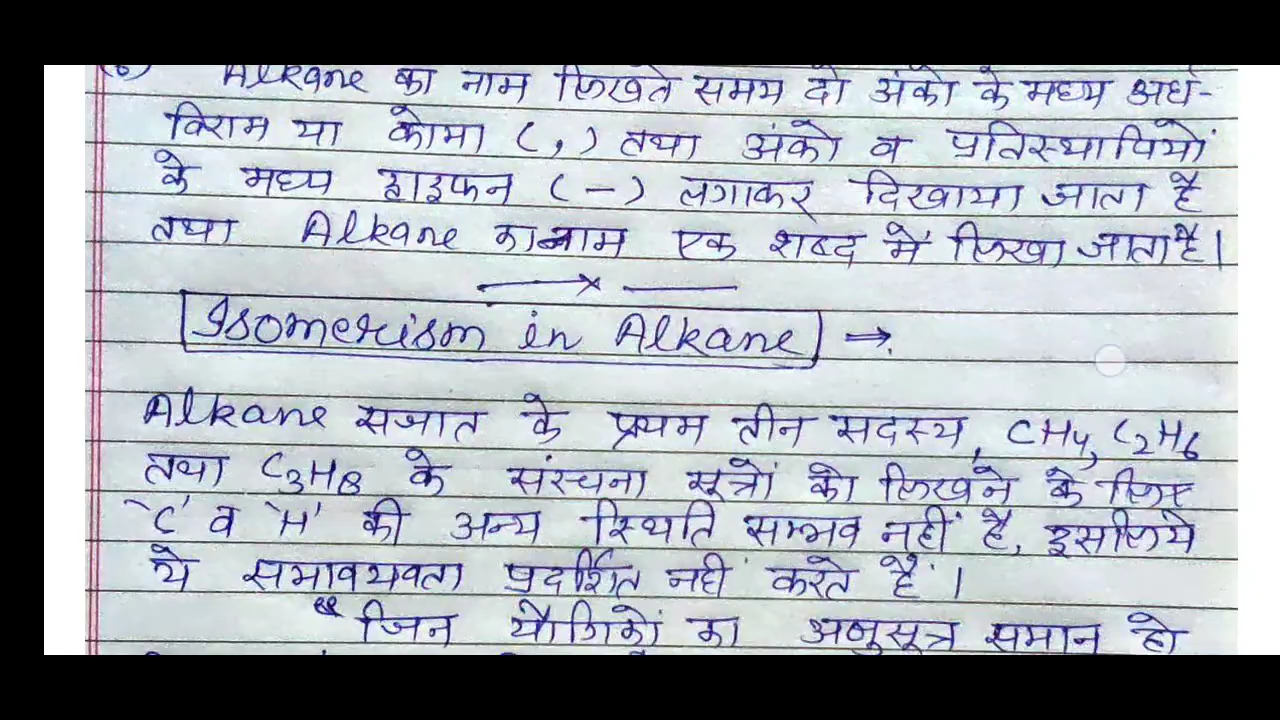 (6) Alkane का नाम लिखते समय दो अंको के मध्य अर्ध-
विराम या कोमा ( , ) तथा अंको व प्रतिस्थापियों
के मध्य हाइफन ( – ) लगाकर दिखाया जाता है
तथा Alkane का नाम एक शब्द में लिखा जाता है।
Isomerism in Alkane →
Alkane सजात के प्रथम तीन सदस्य, CH4, C2H6
तथा C3H8 के संरचना सूत्रों को लिखने के लिए
'C' व 'H' की अन्य स्थिति सम्भव नहीं है, इसलिये
ये समावयवता प्रदर्शित नहीं करते हैं।
"जिन यौगिकों का अणुसूत्र समान हो